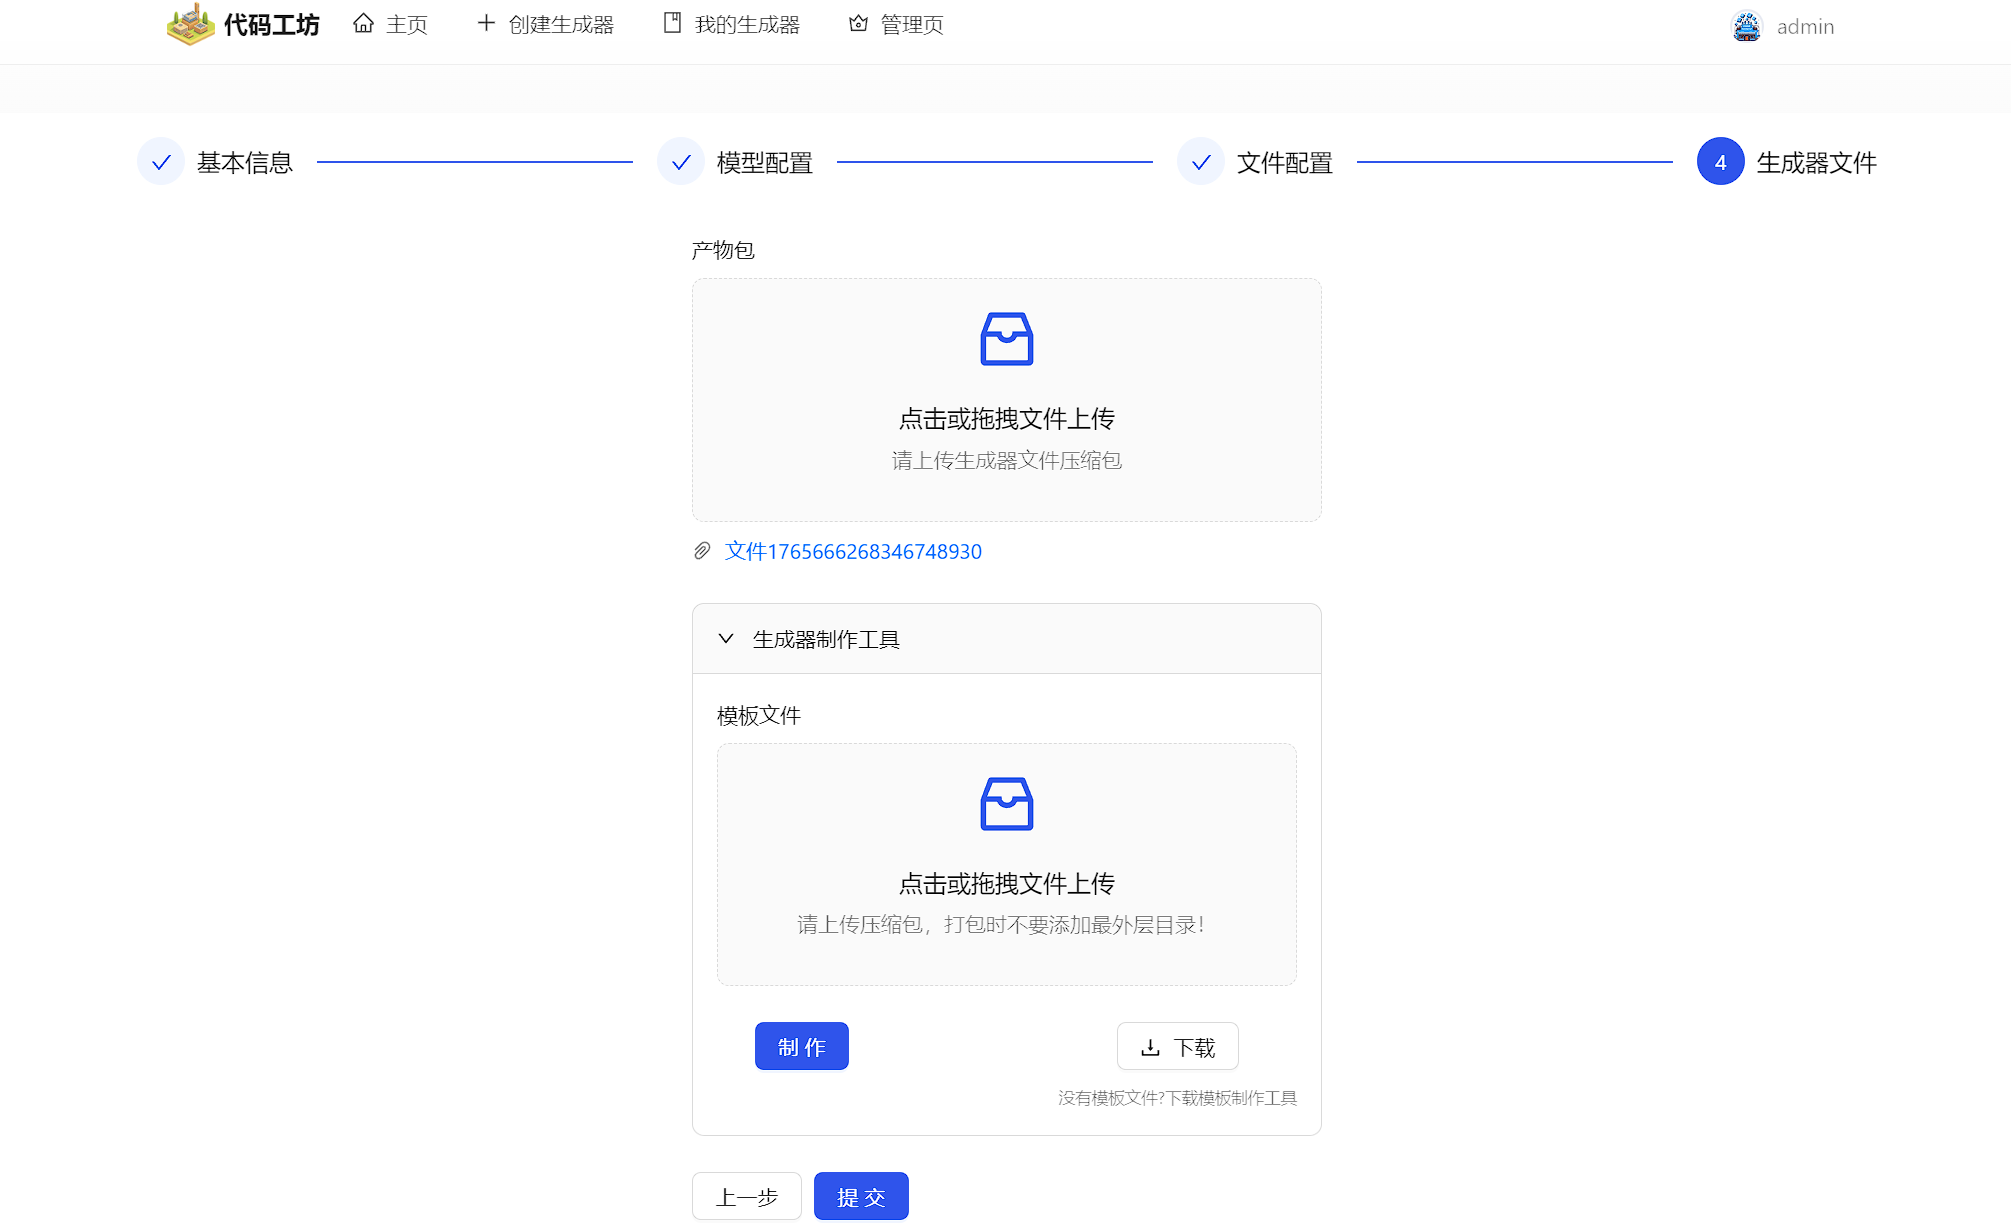 代码工坊 主页 创建生成器 我的生成器 管理页 admin
基本信息 模型配置 文件配置 4 生成器文件
产物包
点击或拖拽文件上传
请上传生成器文件压缩包
文件1765666268346748930
生成器制作工具
模板文件
点击或拖拽文件上传
请上传压缩包，打包时不要添加最外层目录！
制 作 下载
没有模板文件?下载模板制作工具
上一步 提 交